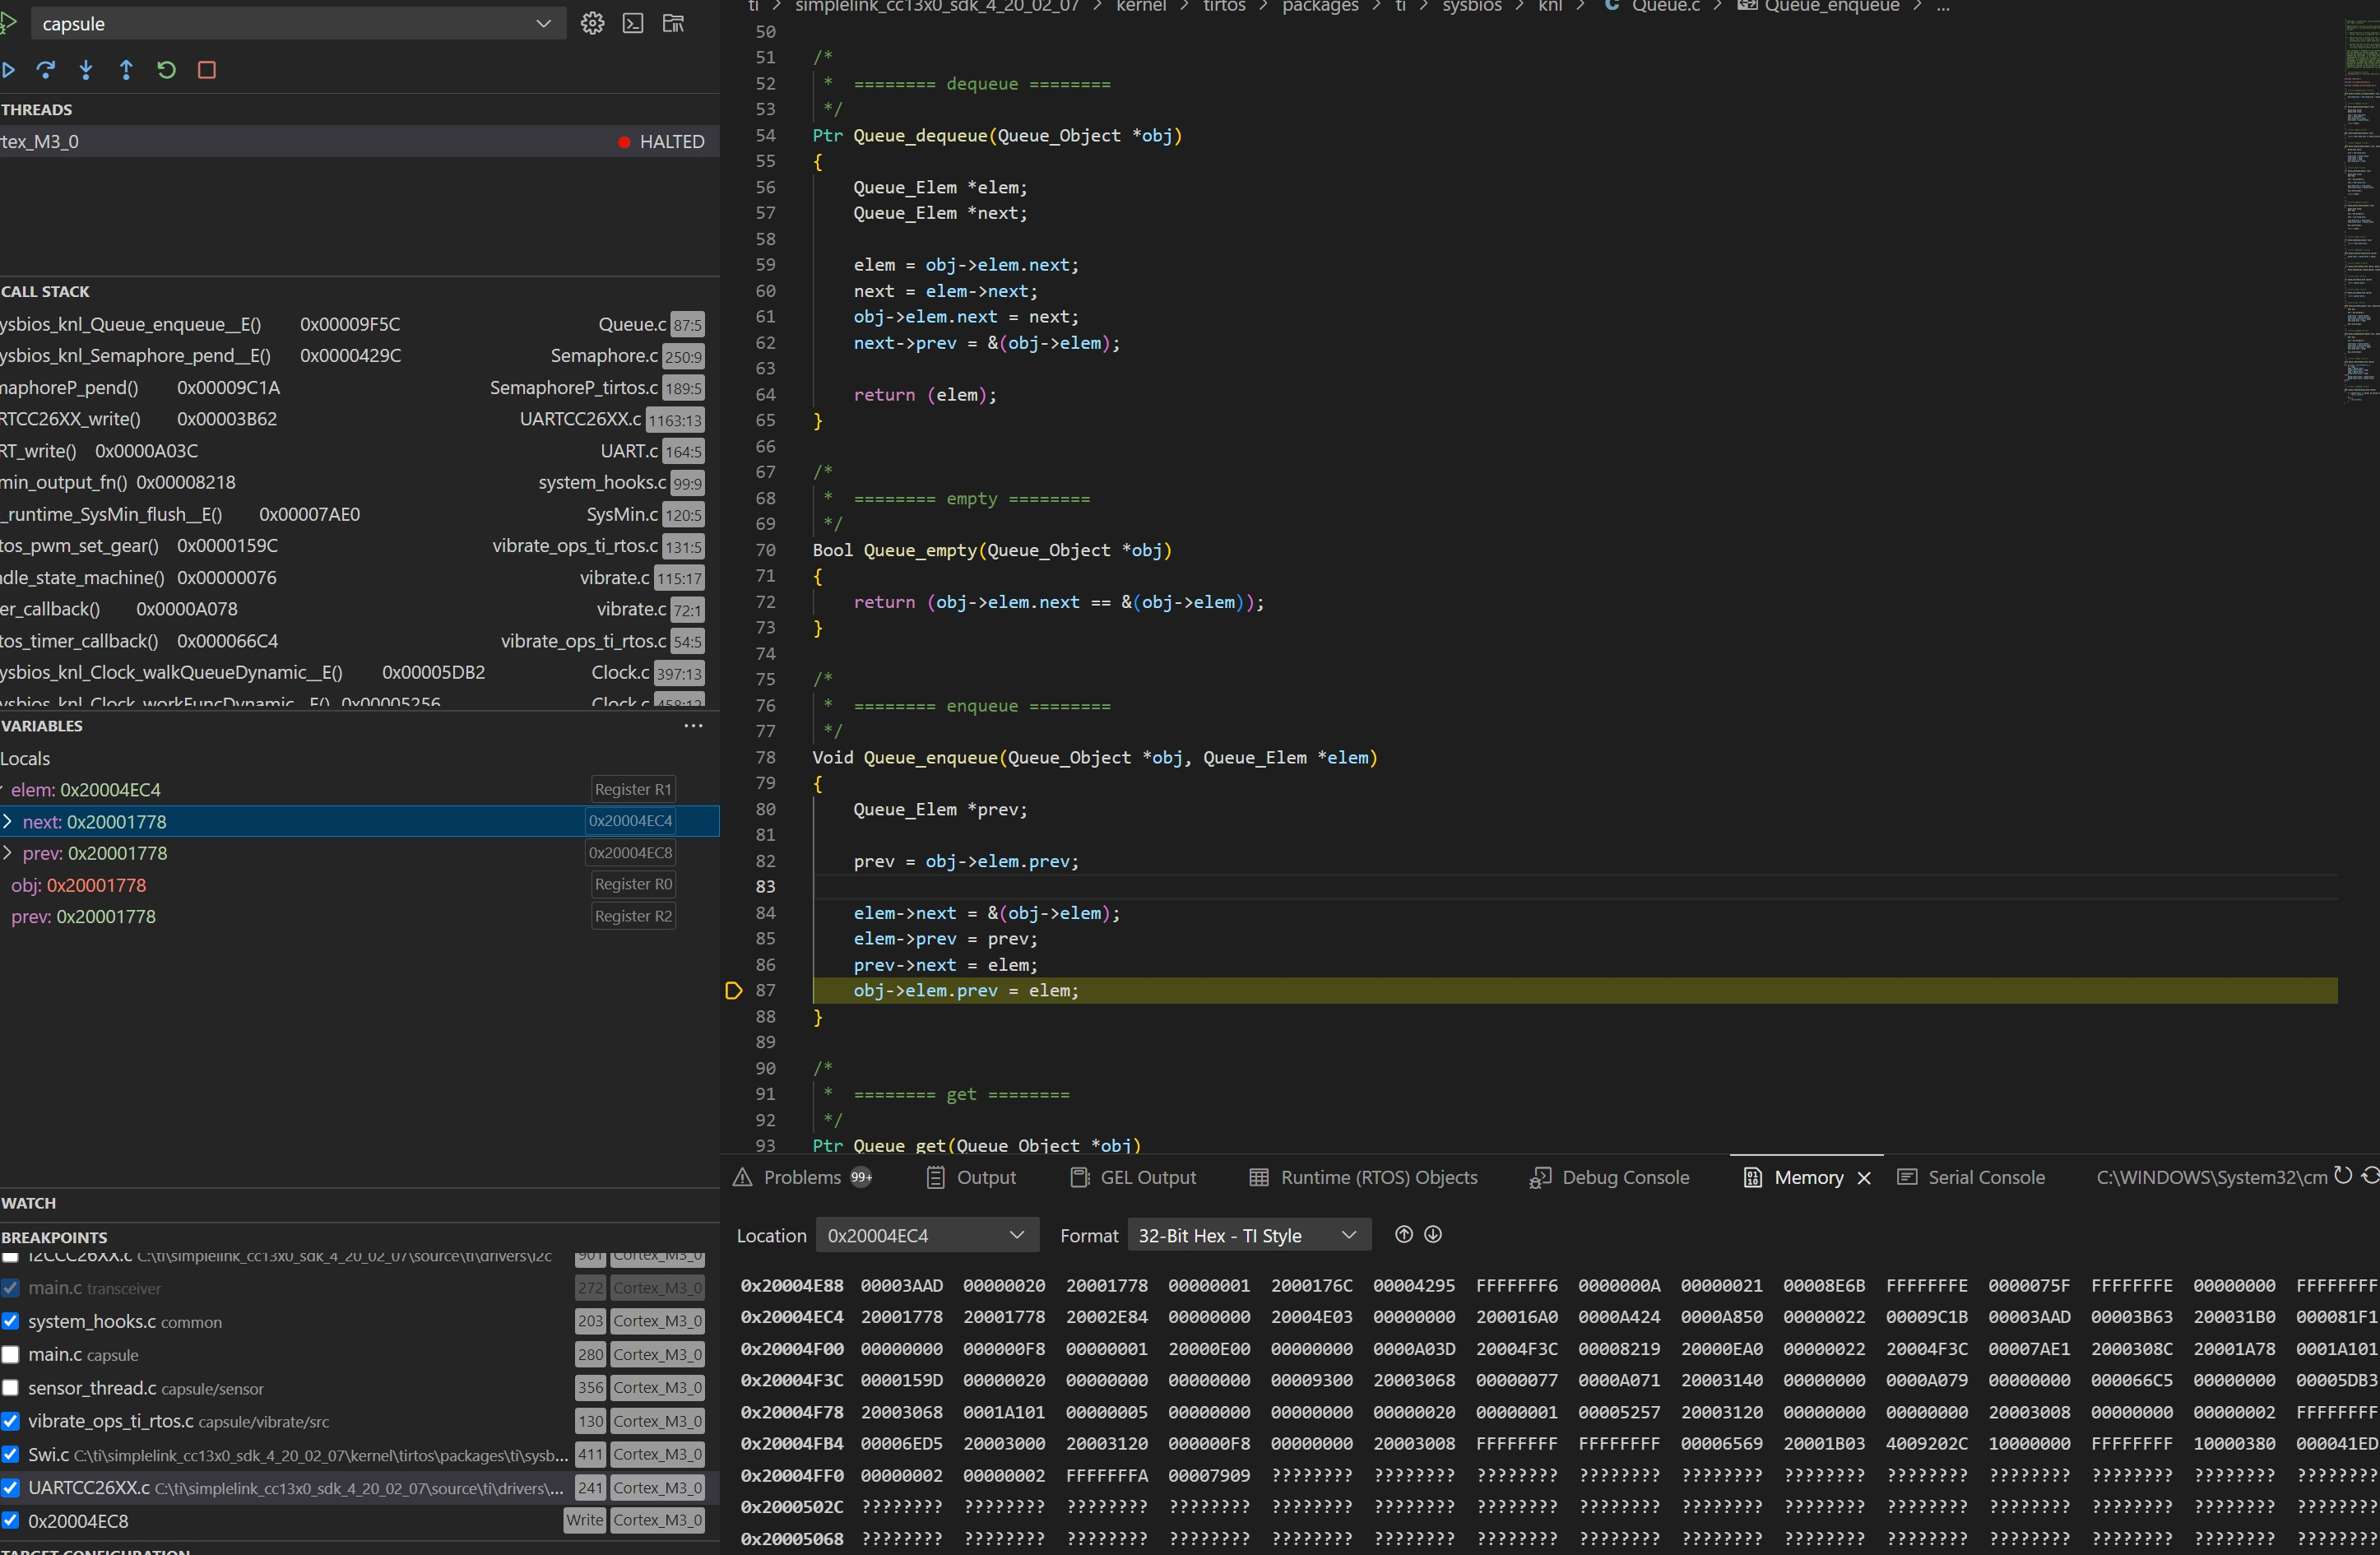 capsule
THREADS
rtex_M3_0 HALTED
CALL STACK
ysbios_knl_Queue_enqueue__E() 0x00009F5C Queue.c 87:5
ysbios_knl_Semaphore_pend__E() 0x0000429C Semaphore.c 250:9
maphoreP_pend() 0x00009C1A SemaphoreP_tirtos.c 189:5
RTCC26XX_write() 0x00003B62 UARTCC26XX.c 1163:13
RT_write() 0x0000A03C UART.c 164:5
min_output_fn() 0x00008218 system_hooks.c 99:9
_runtime_SysMin_flush__E() 0x00007AE0 SysMin.c 120:5
tos_pwm_set_gear() 0x0000159C vibrate_ops_ti_rtos.c 131:5
ndle_state_machine() 0x00000076 vibrate.c 115:17
er_callback() 0x0000A078 vibrate.c 72:1
tos_timer_callback() 0x000066C4 vibrate_ops_ti_rtos.c 54:5
ysbios_knl_Clock_walkQueueDynamic__E() 0x00005DB2 Clock.c 397:13
ysbios_knl_Clock_workFuncDynamic__E() 0x00005256 Clock.c
VARIABLES ...
Locals
elem: 0x20004EC4 Register R1
next: 0x20001778 0x20004EC4
prev: 0x20001778 0x20004EC8
obj: 0x20001778 Register R0
prev: 0x20001778 Register R2
WATCH
BREAKPOINTS
I2CCC26XX.c C:\ti\simplelink_cc13x0_sdk_4_20_02_07\source\ti\drivers\i2c 901 Cortex_M3_0
main.c transceiver 272 Cortex_M3_0
system_hooks.c common 203 Cortex_M3_0
main.c capsule 280 Cortex_M3_0
sensor_thread.c capsule/sensor 356 Cortex_M3_0
vibrate_ops_ti_rtos.c capsule/vibrate/src 130 Cortex_M3_0
Swi.c C:\ti\simplelink_cc13x0_sdk_4_20_02_07\kernel\tirtos\packages\ti\sysb... 411 Cortex_M3_0
UARTCC26XX.c C:\ti\simplelink_cc13x0_sdk_4_20_02_07\source\ti\drivers\... 241 Cortex_M3_0
0x20004EC8 Write Cortex_M3_0
TARGET CONFIGURATION
ti > simplelink_cc13x0_sdk_4_20_02_07 > kernel > tirtos > packages > ti > sysbios > knl > C Queue.c > Queue_enqueue > ...
50
51 /*
52 * ======== dequeue ========
53 */
54 Ptr Queue_dequeue(Queue_Object *obj)
55 {
56 Queue_Elem *elem;
57 Queue_Elem *next;
58
59 elem = obj->elem.next;
60 next = elem->next;
61 obj->elem.next = next;
62 next->prev = &(obj->elem);
63
64 return (elem);
65 }
66
67 /*
68 * ======== empty ========
69 */
70 Bool Queue_empty(Queue_Object *obj)
71 {
72 return (obj->elem.next == &(obj->elem));
73 }
74
75 /*
76 * ======== enqueue ========
77 */
78 Void Queue_enqueue(Queue_Object *obj, Queue_Elem *elem)
79 {
80 Queue_Elem *prev;
81
82 prev = obj->elem.prev;
83
84 elem->next = &(obj->elem);
85 elem->prev = prev;
86 prev->next = elem;
87 obj->elem.prev = elem;
88 }
89
90 /*
91 * ======== get ========
92 */
93 Ptr Queue_get(Queue_Object *obj)
Problems 99+ Output GEL Output Runtime (RTOS) Objects Debug Console Memory Serial Console C:\WINDOWS\System32\cm
Location 0x20004EC4 Format 32-Bit Hex - TI Style
0x20004E88 00003AAD 00000020 20001778 00000001 2000176C 00004295 FFFFFFF6 0000000A 00000021 00008E6B FFFFFFFE 0000075F FFFFFFFE 00000000 FFFFFFFF
0x20004EC4 20001778 20001778 20002E84 00000000 20004E03 00000000 200016A0 0000A424 0000A850 00000022 00009C1B 00003AAD 00003B63 200031B0 000081F1
0x20004F00 00000000 000000F8 00000001 20000E00 00000000 0000A03D 20004F3C 00008219 20000EA0 00000022 20004F3C 00007AE1 2000308C 20001A78 0001A101
0x20004F3C 0000159D 00000020 00000000 00000000 00009300 20003068 00000077 0000A071 20003140 00000000 0000A079 00000000 000066C5 00000000 00005DB3
0x20004F78 20003068 0001A101 00000005 00000000 00000000 00000020 00000001 00005257 20003120 00000000 00000000 20003008 00000000 00000002 FFFFFFFF
0x20004FB4 00006ED5 20003000 20003120 000000F8 00000000 20003008 FFFFFFFF FFFFFFFF 00006569 20001B03 4009202C 10000000 FFFFFFFF 10000380 000041ED
0x20004FF0 00000002 00000002 FFFFFFFA 00007909 ???????? ???????? ???????? ???????? ???????? ???????? ???????? ???????? ???????? ???????? ????????
0x2000502C ???????? ???????? ???????? ???????? ???????? ???????? ???????? ???????? ???????? ???????? ???????? ???????? ???????? ???????? ????????
0x20005068 ???????? ???????? ???????? ???????? ???????? ???????? ???????? ???????? ???????? ???????? ???????? ???????? ???????? ???????? ????????